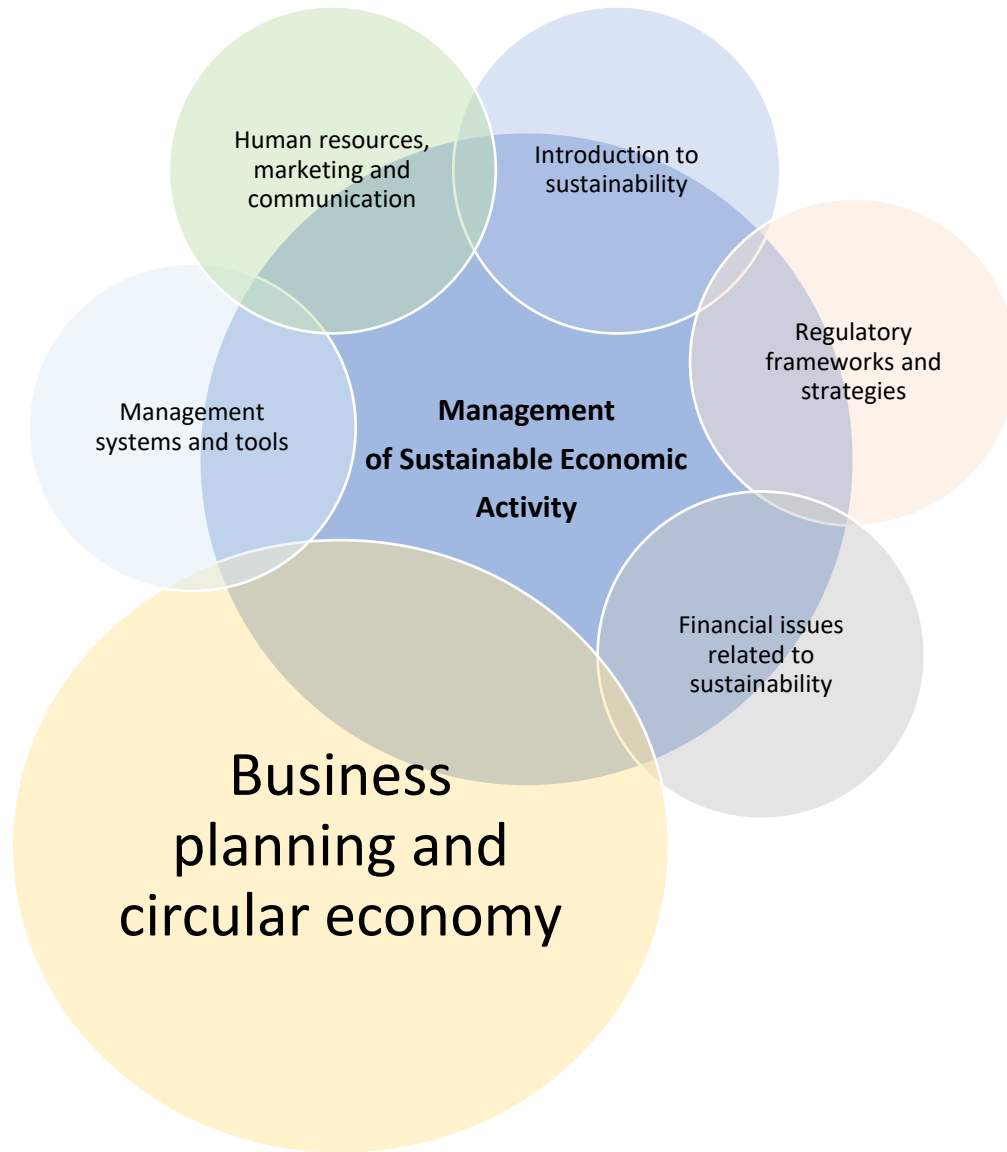 Human resources,
marketing and
communication
Introduction to
sustainability
Regulatory
frameworks and
strategies
Management
systems and tools
Management
of Sustainable Economic
Activity
Financial issues
related to
sustainability
Business
planning and
circular economy